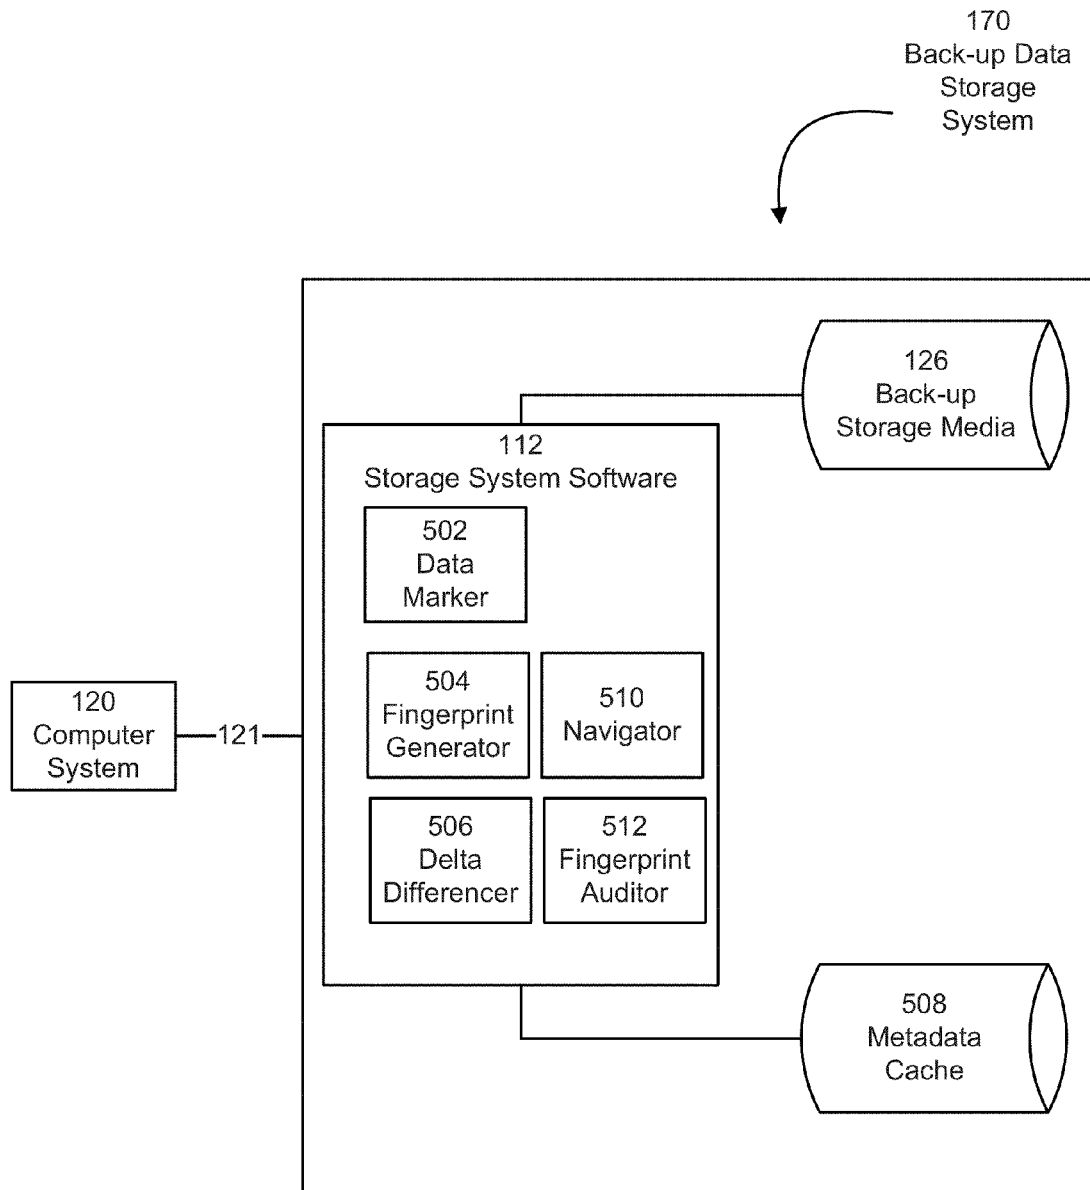 170
Back-up Data
Storage
System
126
Back-up
Storage Media
112
Storage System Software
502
Data
Marker
504
Fingerprint
Generator
510
Navigator
120
Computer
System
121
506
Delta
Differencer
512
Fingerprint
Auditor
508
Metadata
Cache